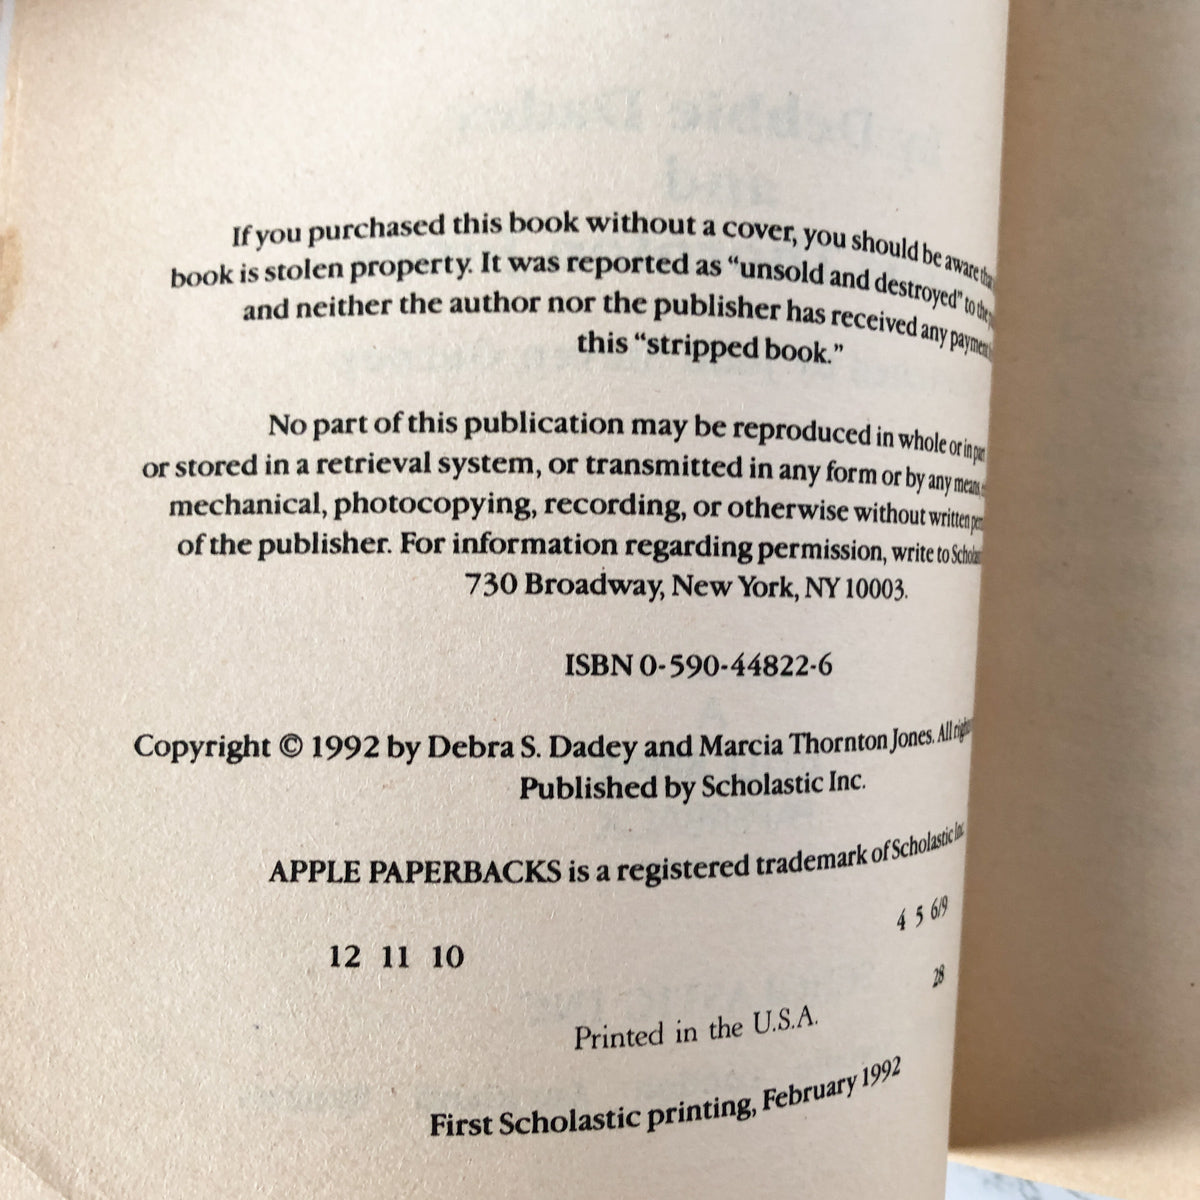 If you purchased this book without a cover, you should be aware
book is stolen property. It was reported as “unsold and destroyed” to the
and neither the author nor the publisher has received any payment
this “stripped book.”
No part of this publication may be reproduced in whole or in
or stored in a retrieval system, or transmitted in any form or by any means,
mechanical, photocopying, recording, or otherwise without written
of the publisher. For information regarding permission, write to
730 Broadway, New York, NY 10003.
ISBN 0-590-44822-6
Copyright © 1992 by Debra S. Dadey and Marcia Thornton Jones. All
Published by Scholastic Inc.
APPLE PAPERBACKS is a registered trademark of Scholastic Inc.
12 11 10 4 5 6/9
28
Printed in the U.S.A.
First Scholastic printing, February 1992